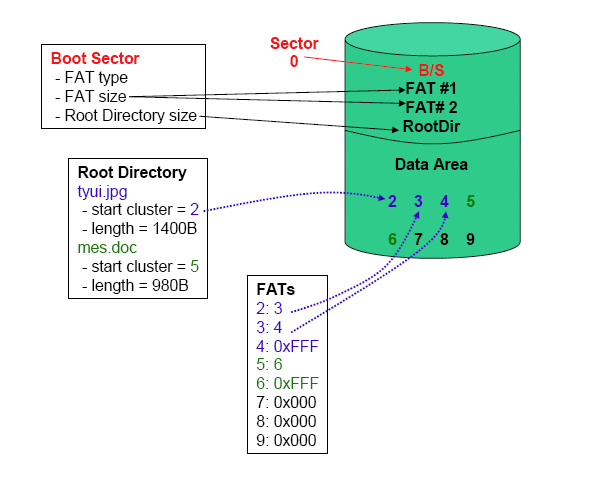 Sector
0
Boot Sector
- FAT type
- FAT size
- Root Directory size
B/S
FAT #1
FAT# 2
RootDir
Data Area
2 3 4 5
6 7 8 9
Root Directory
tyui.jpg
- start cluster = 2
- length = 1400B
mes.doc
- start cluster = 5
- length = 980B
FATs
2: 3
3: 4
4: 0xFFF
5: 6
6: 0xFFF
7: 0x000
8: 0x000
9: 0x000